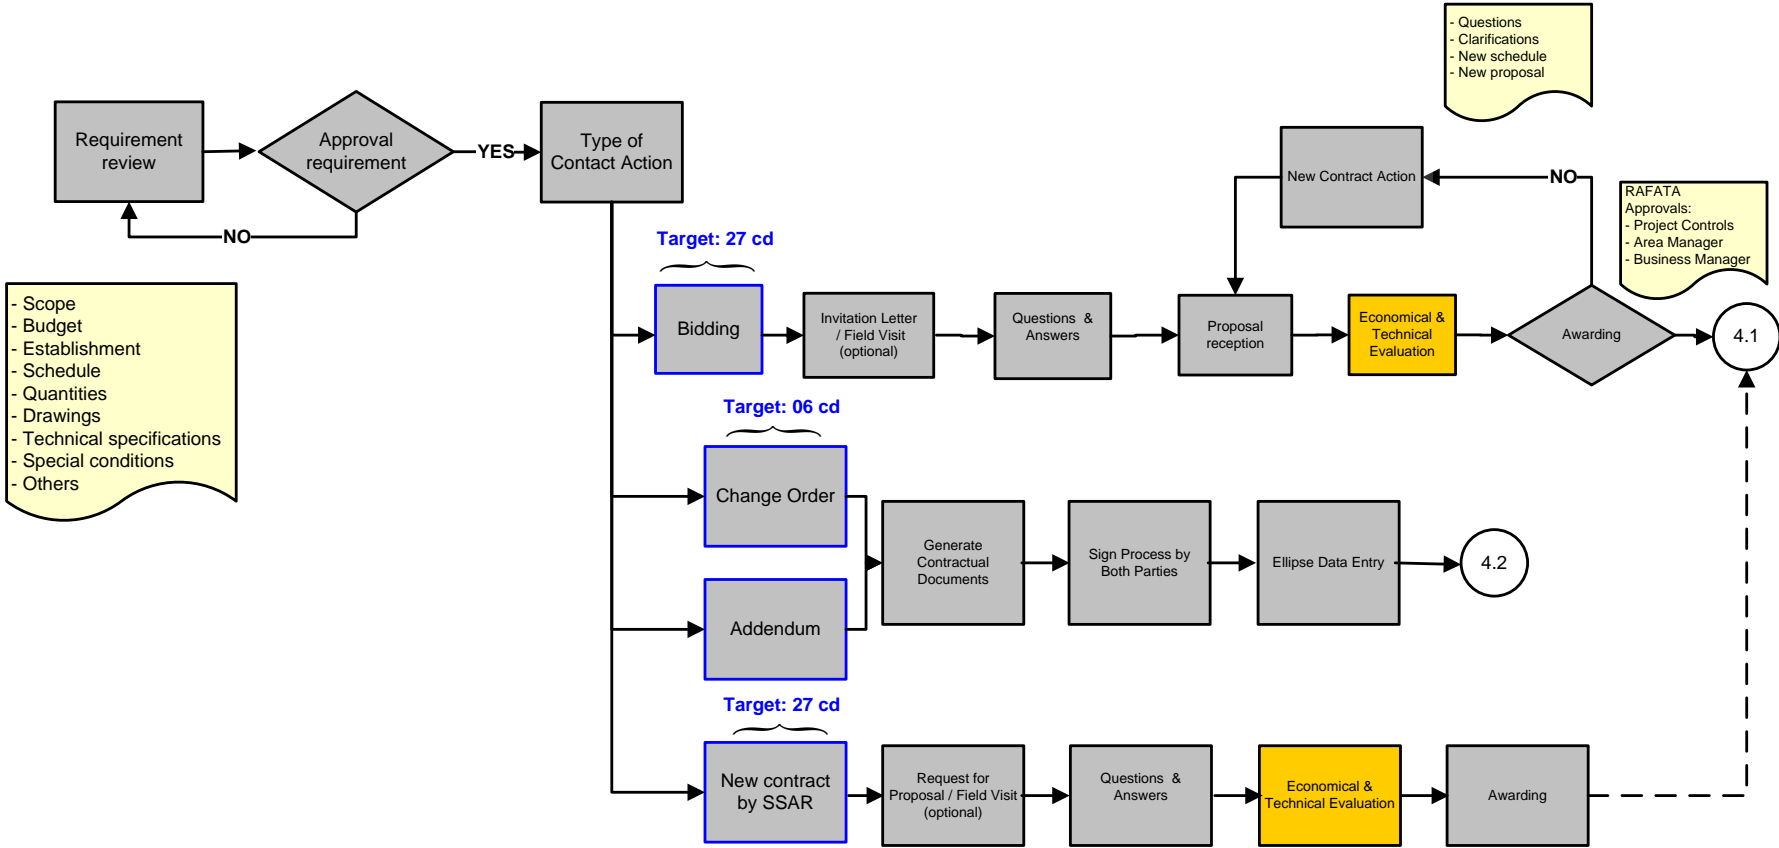 - Questions
- Clarifications
- New schedule
- New proposal
Requirement
review
Approval
requirement
YES
Type of
Contact Action
NO
New Contract Action
NO
RAFATA
Approvals:
- Project Controls
- Area Manager
- Business Manager
- Scope
- Budget
- Establishment
- Schedule
- Quantities
- Drawings
- Technical specifications
- Special conditions
- Others
Target: 27 cd
Bidding
Invitation Letter
/ Field Visit
(optional)
Questions &
Answers
Proposal
reception
Economical &
Technical
Evaluation
Awarding
4.1
Target: 06 cd
Change Order
Addendum
Generate
Contractual
Documents
Sign Process by
Both Parties
Ellipse Data Entry
4.2
Target: 27 cd
New contract
by SSAR
Request for
Proposal / Field Visit
(optional)
Questions &
Answers
Economical &
Technical Evaluation
Awarding